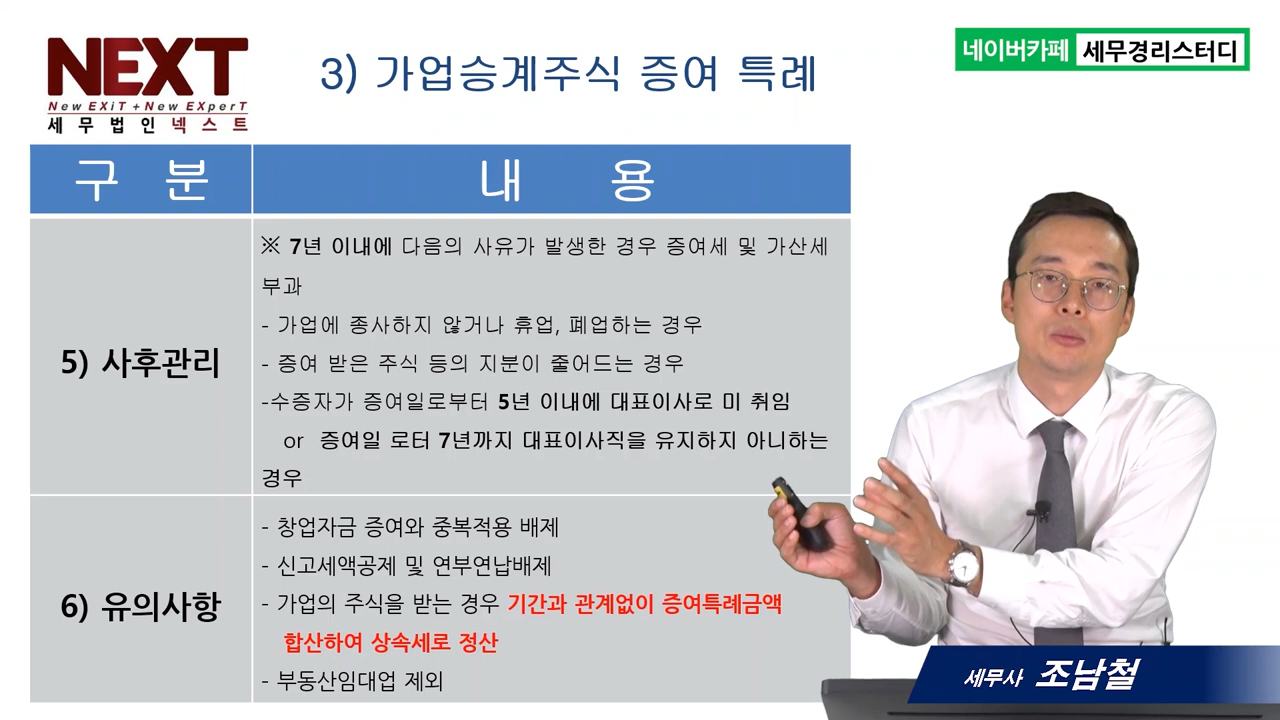 NEXT
New EXiT + New EXperT
세무법인넥스트
3) 가업승계주식 증여 특례
네이버카페 세무경리스터디
구 분
내 용
5) 사후관리
※ 7년 이내에 다음의 사유가 발생한 경우 증여세 및 가산세
부과
- 가업에 종사하지 않거나 휴업, 폐업하는 경우
- 증여 받은 주식 등의 지분이 줄어드는 경우
-수증자가 증여일로부터 5년 이내에 대표이사로 미 취임
or 증여일 로터 7년까지 대표이사직을 유지하지 아니하는
경우
6) 유의사항
- 창업자금 증여와 중복적용 배제
- 신고세액공제 및 연부연납배제
- 가업의 주식을 받는 경우 기간과 관계없이 증여특례금액
합산하여 상속세로 정산
- 부동산임대업 제외
세무사 조남철